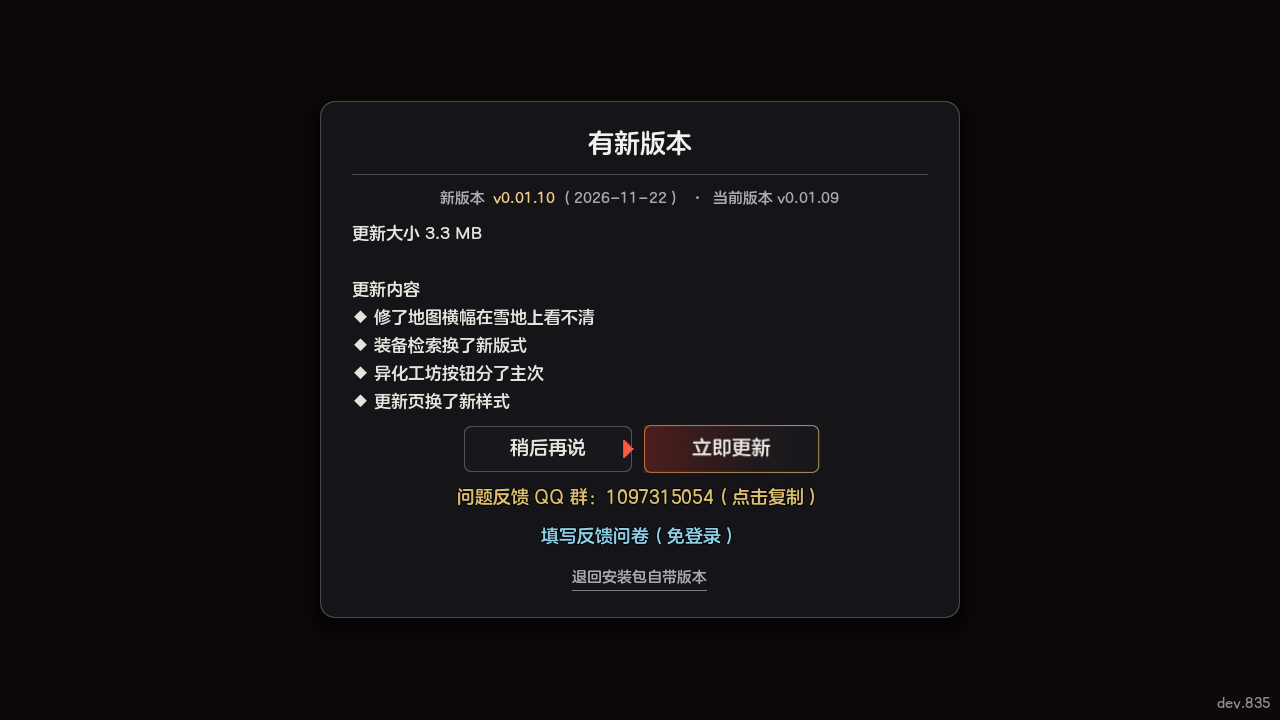 有新版本
新版本 v0.01.10 （2026-11-22） · 当前版本 v0.01.09
更新大小 3.3 MB
更新内容
◆ 修了地图横幅在雪地上看不清
◆ 装备检索换了新版式
◆ 异化工坊按钮分了主次
◆ 更新页换了新样式
稍后再说 立即更新
问题反馈 QQ 群：1097315054（点击复制）
填写反馈问卷（免登录）
退回安装包自带版本
dev.835